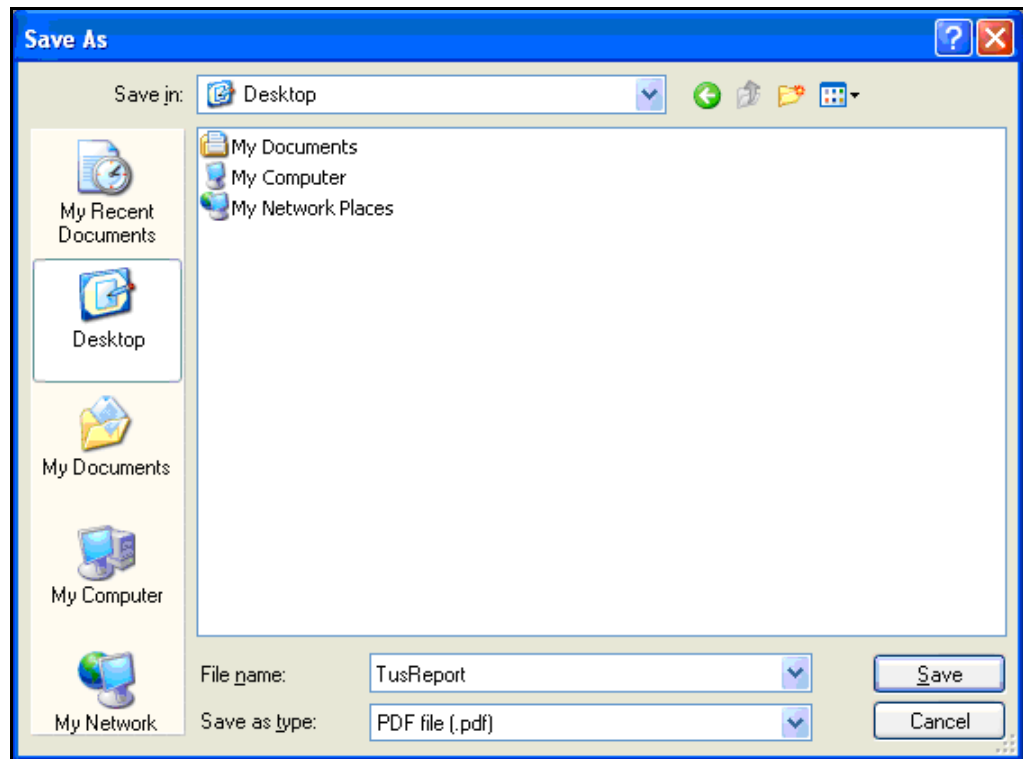 Save As
Save in:
Desktop
My Recent
Documents
Desktop
My Documents
My Computer
My Network
My Documents
My Computer
My Network Places
File name:
TusReport
Save
Save as type:
PDF file (.pdf)
Cancel